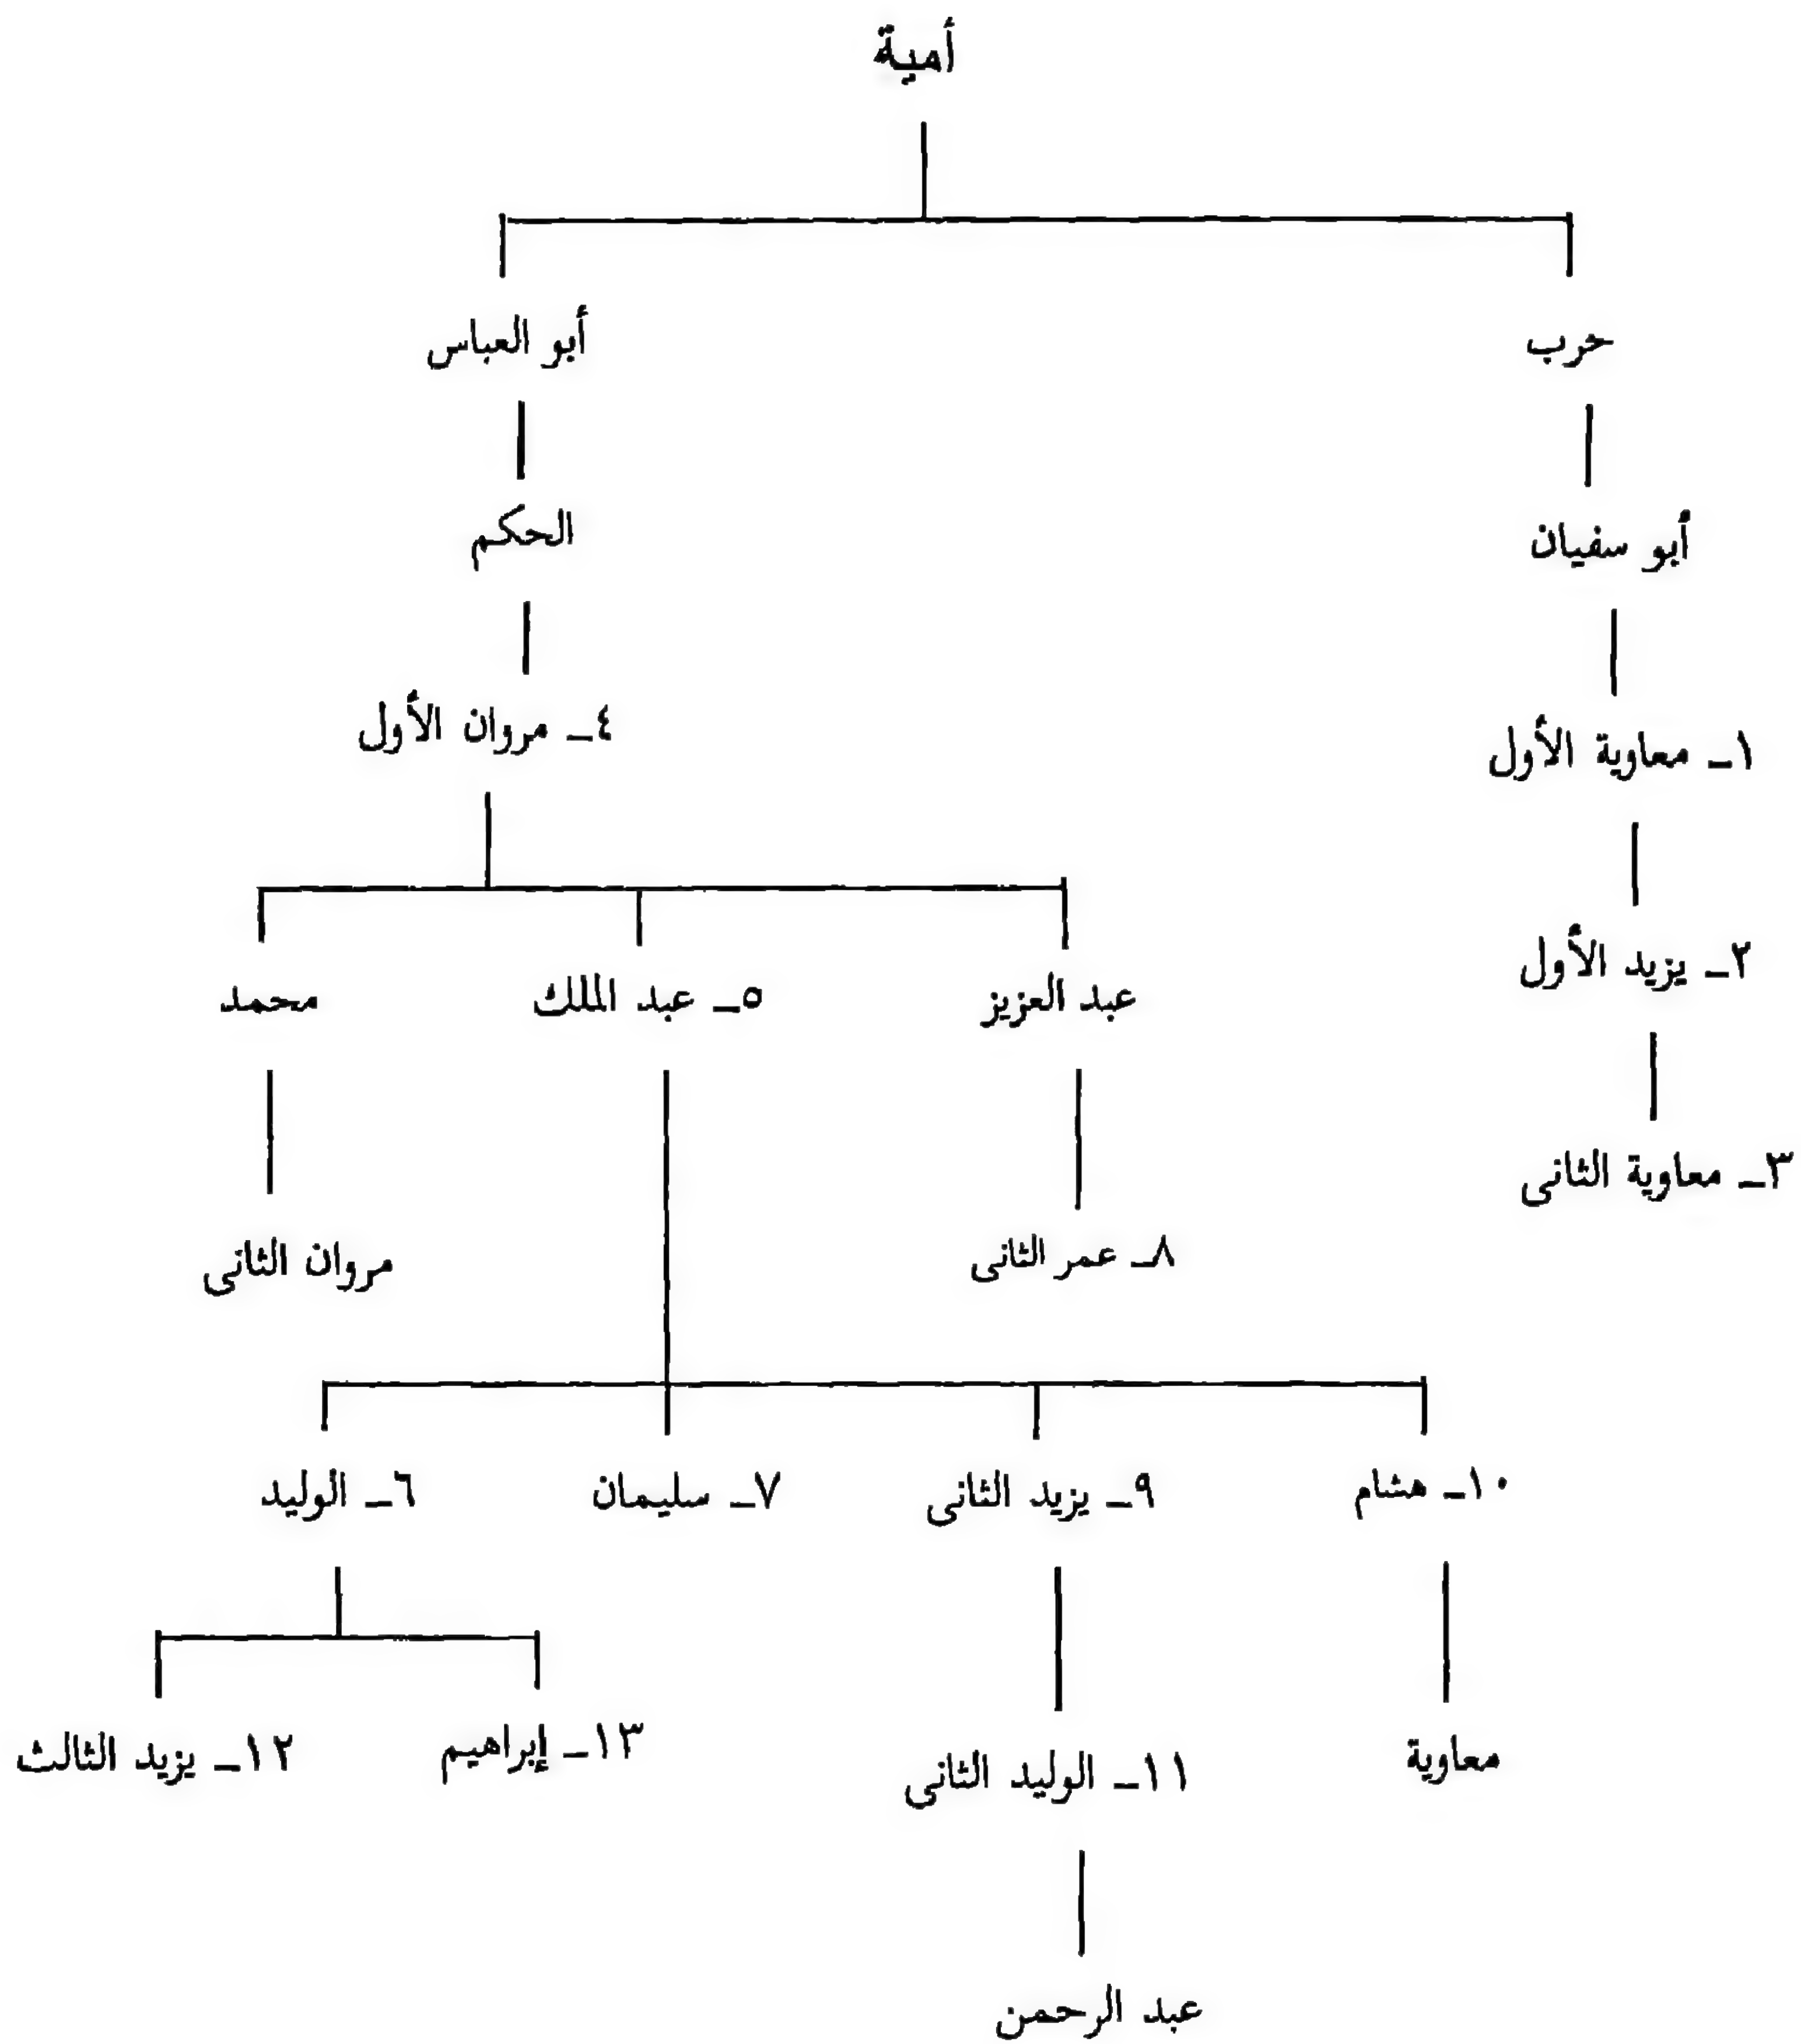 أمية
حرب
أبو العباس
أبو سفيان
الحكم
١ـ معاوية الأول
٤ـ مروان الأول
٢ـ يزيد الأول
عبد العزيز
٥ـ عبد الملك
محمد
٣ـ معاوية الثانى
٨ـ عمر الثانى
مروان الثانى
١٠ـ هشام
٩ـ يزيد الثانى
٧ـ سليمان
٦ـ الوليد
معاوية
١١ـ الوليد الثانى
١٣ـ إبراهيم
١٢ـ يزيد الثالث
عبد الرحمن